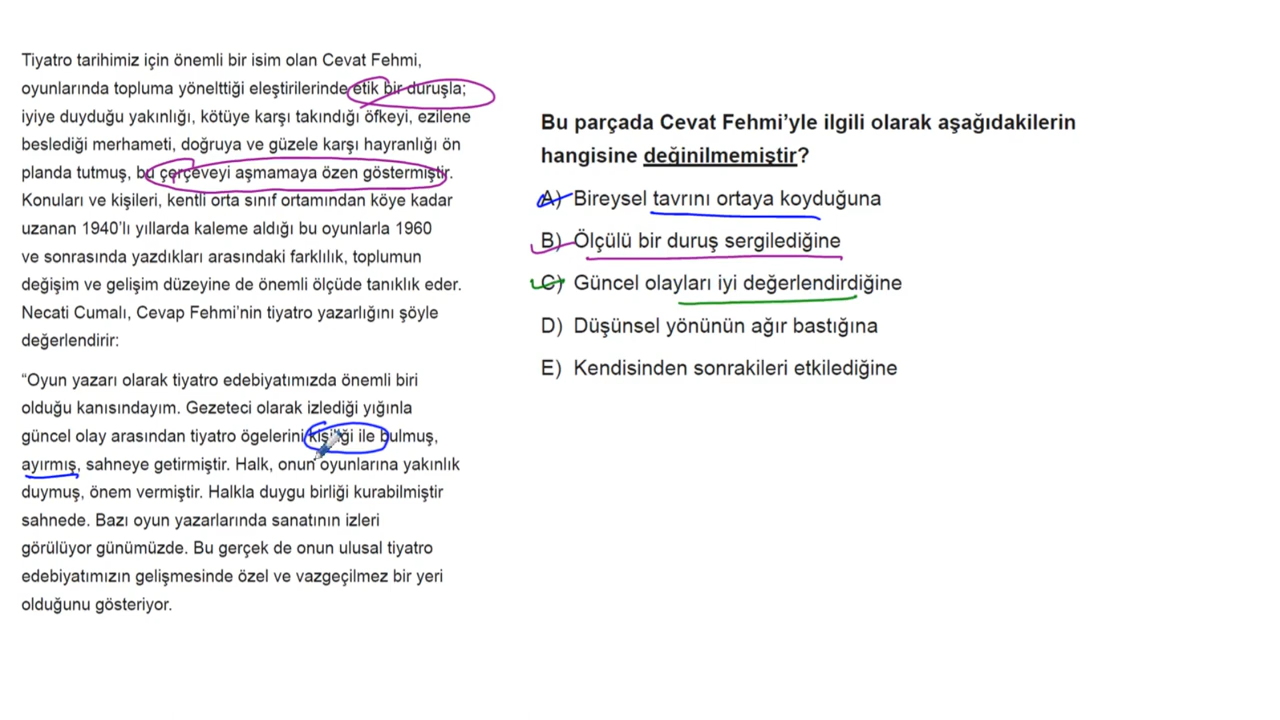 Tiyatro tarihimiz için önemli bir isim olan Cevat Fehmi,
oyunlarında topluma yönelttiği eleştirilerinde etik bir duruşla;
iyiye duyduğu yakınlığı, kötüye karşı takındığı öfkeyi, ezilene
beslediği merhameti, doğruya ve güzele karşı hayranlığı ön
planda tutmuş, bu çerçeveyi aşmamaya özen göstermiştir.
Konuları ve kişileri, kentli orta sınıf ortamından köye kadar
uzanan 1940’lı yıllarda kaleme aldığı bu oyunlarla 1960
ve sonrasında yazdıkları arasındaki farklılık, toplumun
değişim ve gelişim düzeyine de önemli ölçüde tanıklık eder.
Necati Cumalı, Cevap Fehmi’nin tiyatro yazarlığını şöyle
değerlendirir:
“Oyun yazarı olarak tiyatro edebiyatımızda önemli biri
olduğu kanısındayım. Gezeteci olarak izlediği yığınla
güncel olay arasından tiyatro ögelerini kişiliği ile bulmuş,
ayırmış, sahneye getirmiştir. Halk, onun oyunlarına yakınlık
duymuş, önem vermiştir. Halkla duygu birliği kurabilmiştir
sahnede. Bazı oyun yazarlarında sanatının izleri
görülüyor günümüzde. Bu gerçek de onun ulusal tiyatro
edebiyatımızın gelişmesinde özel ve vazgeçilmez bir yeri
olduğunu gösteriyor.
Bu parçada Cevat Fehmi’yle ilgili olarak aşağıdakilerin
hangisine değinilmemiştir?
A) Bireysel tavrını ortaya koyduğuna
B) Ölçülü bir duruş sergilediğine
C) Güncel olayları iyi değerlendirdiğine
D) Düşünsel yönünün ağır bastığına
E) Kendisinden sonrakileri etkilediğine